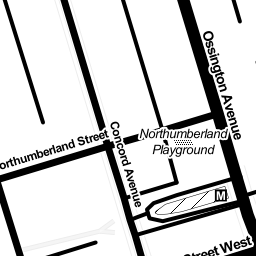 Ossington Avenue
Northumberland Street
Concord Avenue
Northumberland
Playground
M
Street West